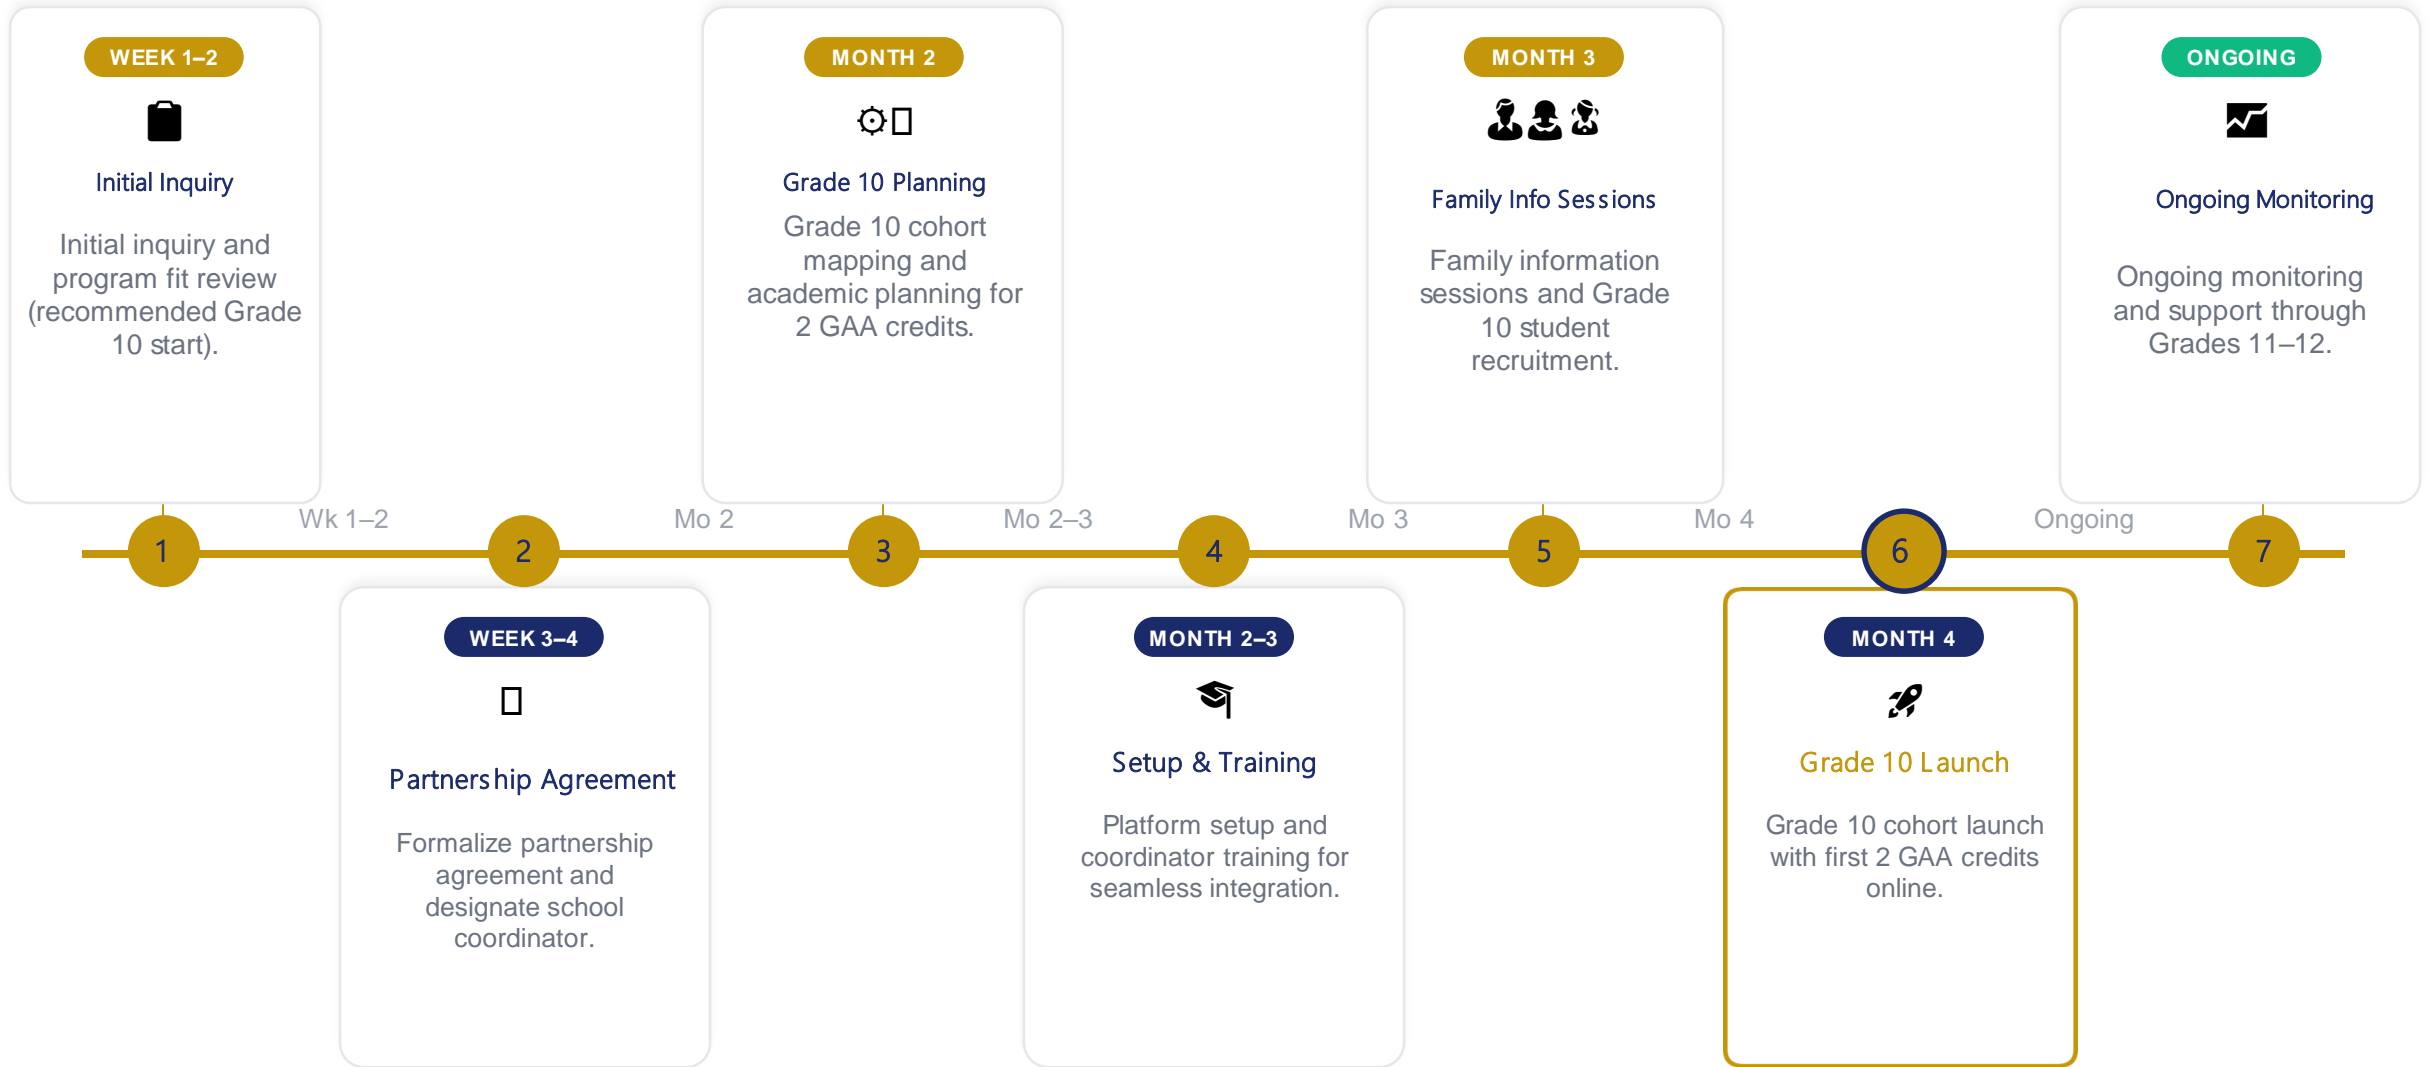 WEEK 1–2
Initial Inquiry
Initial inquiry and
program fit review
(recommended Grade
10 start).
MONTH 2
Grade 10 Planning
Grade 10 cohort
mapping and
academic planning for
2 GAA credits.
MONTH 3
Family Info Sessions
Family information
sessions and Grade
10 student
recruitment.
ONGOING
Ongoing Monitoring
Ongoing monitoring
and support through
Grades 11–12.
Wk 1–2
Mo 2
Mo 2–3
Mo 3
Mo 4
Ongoing
1
2
3
4
5
6
7
WEEK 3–4
Partnership Agreement
Formalize partnership
agreement and
designate school
coordinator.
MONTH 2–3
Setup & Training
Platform setup and
coordinator training for
seamless integration.
MONTH 4
Grade 10 Launch
Grade 10 cohort launch
with first 2 GAA credits
online.